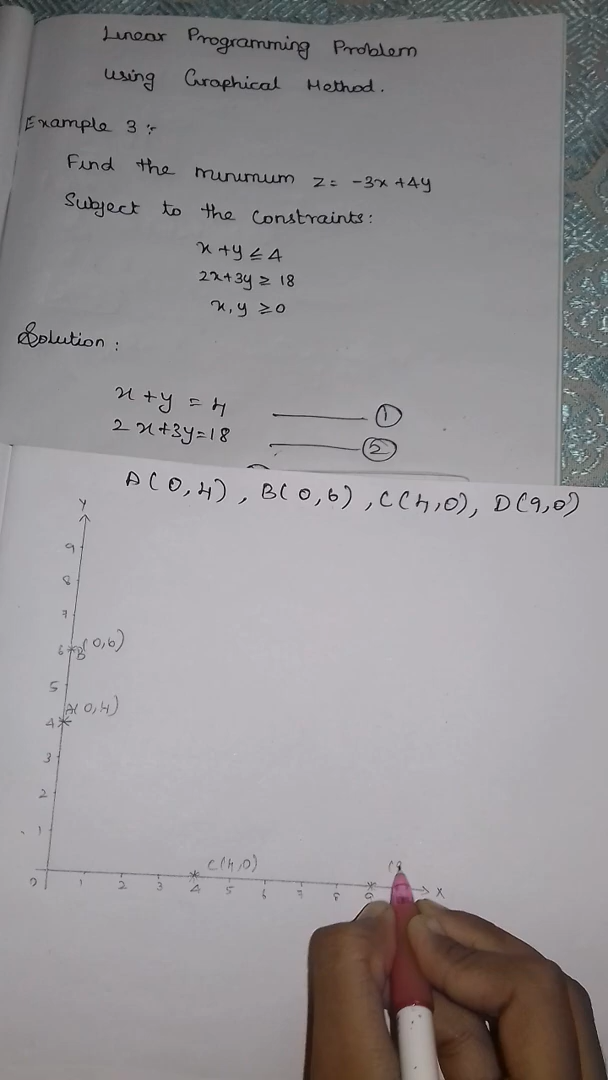 Linear Programming Problem
using Graphical Method.
Example 3 :-
Find the minimum z = -3x +4y
Subject to the constraints:
x +y ≤ 4
2x+3y ≥ 18
x, y ≥ 0
Solution :
x + y = 4 ①
2x+3y=18 ②
A(0,4) , B(0,6) , C(4,0), D(9,0)
Y
9
8
7
6 B(0,6)
5
4 A(0,4)
3
2
1
C(4,0)
0 1 2 3 4 5 6 7 8 9 X